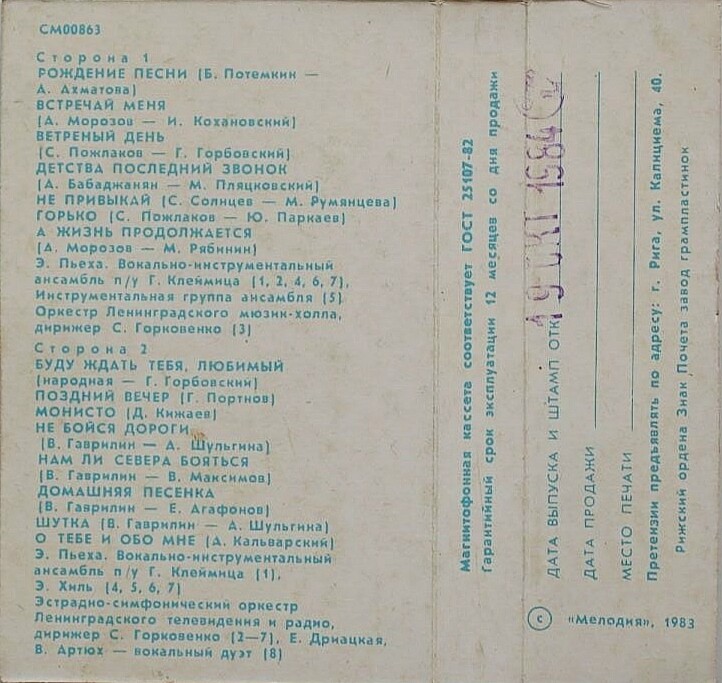 СМ00863
Сторона 1
РОЖДЕНИЕ ПЕСНИ (Б. Потемкин —
А. Ахматова)
ВСТРЕЧАЙ МЕНЯ
(А. Морозов — И. Кохановский)
ВЕТРЕНЫЙ ДЕНЬ
(С. Пожлаков — Г. Горбовский)
ДЕТСТВА ПОСЛЕДНИЙ ЗВОНОК
(А. Бабаджанян — М. Пляцковский)
НЕ ПРИВЫКАЙ (С. Солнцев — М. Румянцева)
ГОРЬКО (С. Пожлаков — Ю. Паркаев)
А ЖИЗНЬ ПРОДОЛЖАЕТСЯ
(А. Морозов — М. Рябинин)
Э. Пьеха. Вокально-инструментальный
ансамбль п/у Г. Клеймица (1, 2, 4, 6, 7),
Инструментальная группа ансамбля (5)
Оркестр Ленинградского мюзик-холла,
дирижер С. Горковенко (3)
Сторона 2
БУДУ ЖДАТЬ ТЕБЯ, ЛЮБИМЫЙ
(народная — Г. Горбовский)
ПОЗДНИЙ ВЕЧЕР (Г. Портнов)
МОНИСТО (Д. Кижаев)
НЕ БОЙСЯ ДОРОГИ
(В. Гаврилин — А. Шульгина)
НАМ ЛИ СЕВЕРА БОЯТЬСЯ
(В. Гаврилин — В. Максимов)
ДОМАШНЯЯ ПЕСЕНКА
(В. Гаврилин — Е. Агафонов)
ШУТКА (В. Гаврилин — А. Шульгина)
О ТЕБЕ И ОБО МНЕ (А. Кальварский)
Э. Пьеха. Вокально-инструментальный
ансамбль п/у Г. Клеймица (1),
Э. Хиль (4, 5, 6, 7)
Эстрадно-симфонический оркестр
Ленинградского телевидения и радио,
дирижер С. Горковенко (2—7), Е. Дриацкая,
В. Артюх — вокальный дуэт (8)
Магнитофонная кассета соответствует ГОСТ 25107-82
Гарантийный срок эксплуатации 12 месяцев со дня продажи
ДАТА ВЫПУСКА И ШТАМП ОТК
19 ОКТ 1984
ДАТА ПРОДАЖИ
МЕСТО ПЕЧАТИ
Претензии предъявлять по адресу: г. Рига, ул. Калнциема, 40.
Рижский ордена Знак Почета завод грампластинок
© «Мелодия», 1983